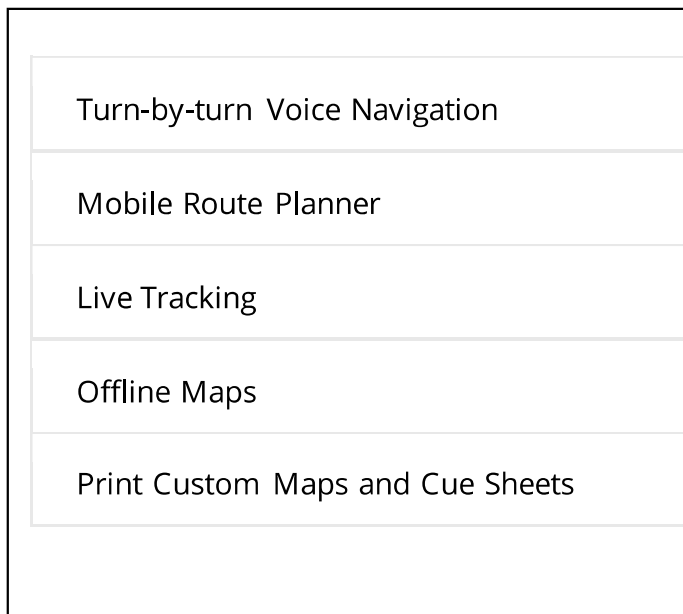 Turn-by-turn Voice Navigation
Mobile Route Planner
Live Tracking
Offline Maps
Print Custom Maps and Cue Sheets